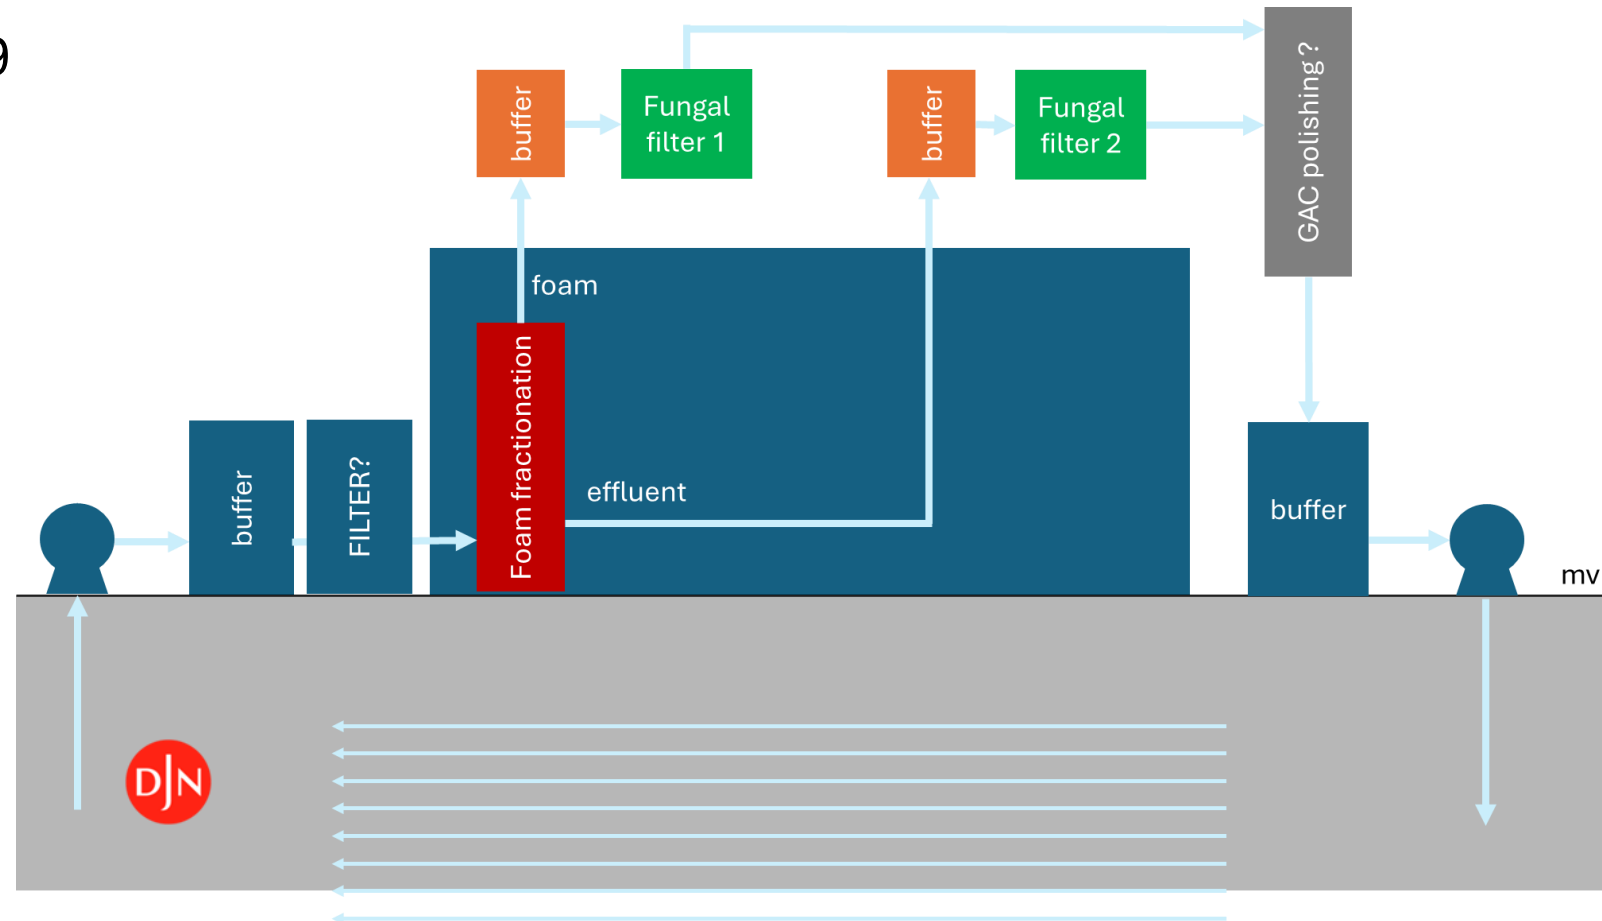 9
buffer
Fungal
filter 1
buffer
Fungal
filter 2
GAC polishing?
foam
Foam fractionation
effluent
buffer
FILTER?
buffer
mv
DJN